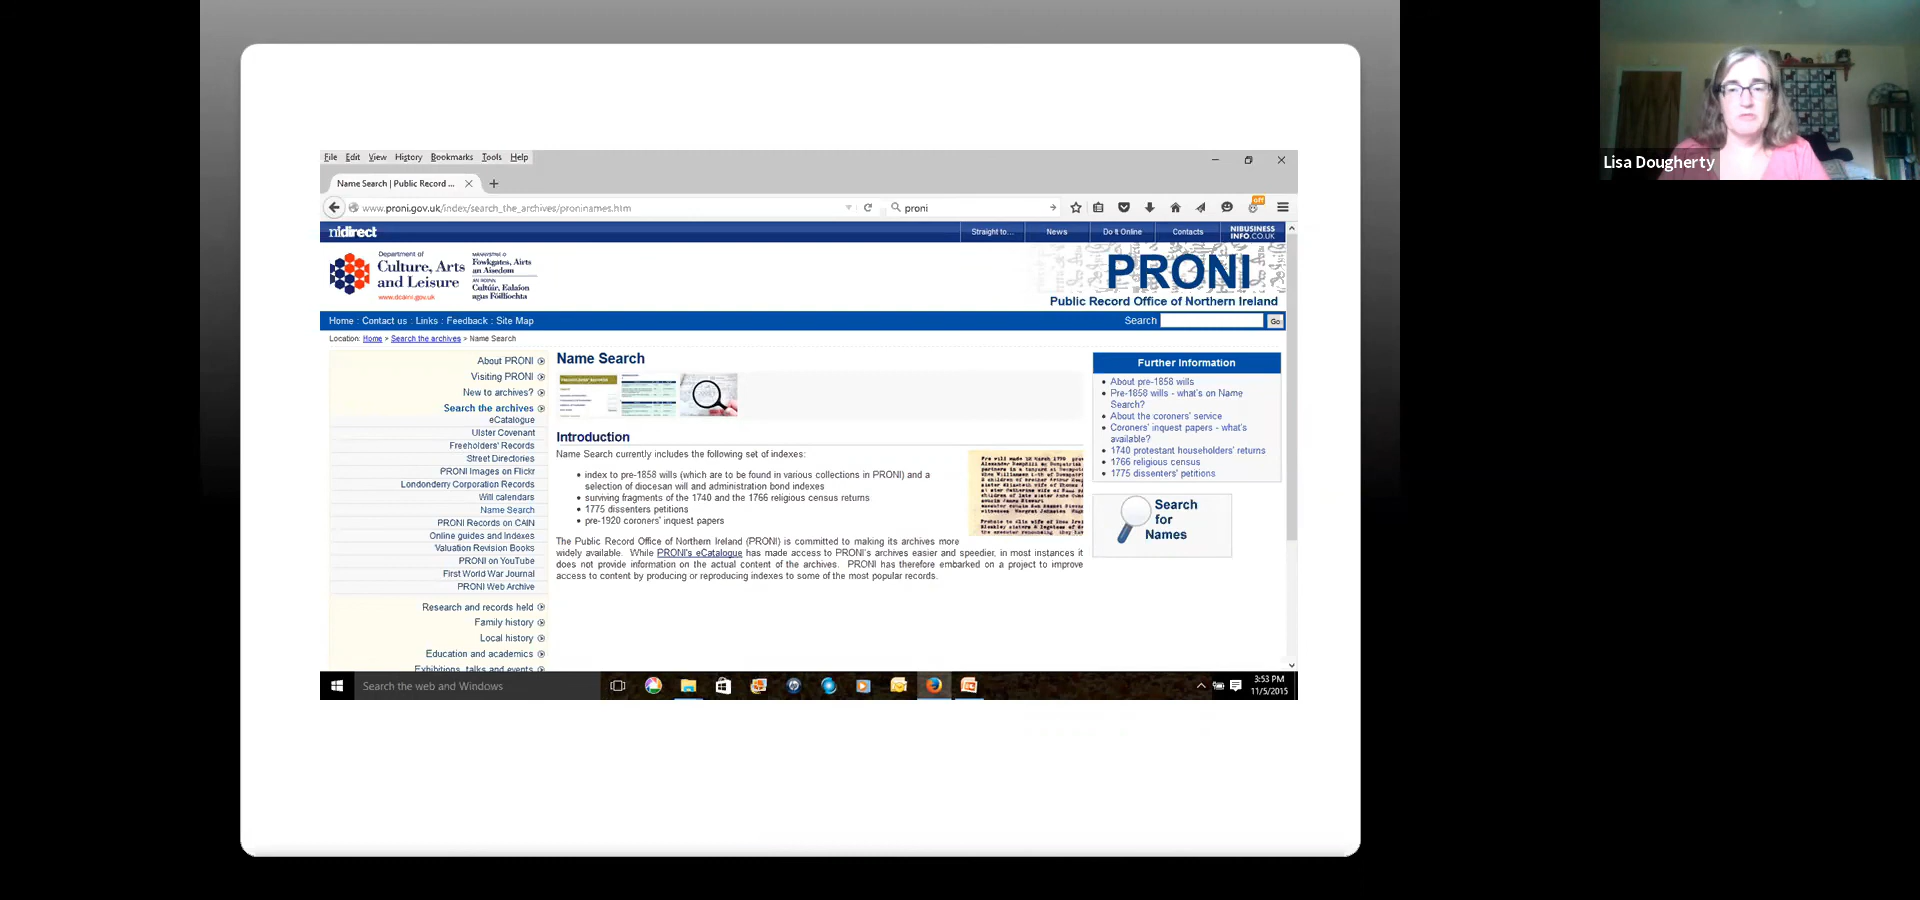 File Edit View History Bookmarks Tools Help
Name Search | Public Record ...
www.proni.gov.uk/index/search_the_archives/proninames.htm
proni
off
nidirect
Straight to... News Do It Online Contacts NIBUSINESS INFO.CO.UK
Department of
Culture, Arts
and Leisure
www.dcalni.gov.uk
Fowkgates, Airts
an Aisedom
AN ROINN
Cultúir, Ealaíon
agus Fóillíochta
PRONI
Public Record Office of Northern Ireland
Home : Contact us : Links : Feedback : Site Map
Search Go
Location: Home > Search the archives > Name Search
About PRONI
Visiting PRONI
New to archives?
Search the archives
eCatalogue
Ulster Covenant
Freeholders' Records
Street Directories
PRONI Images on Flickr
Londonderry Corporation Records
Will calendars
Name Search
PRONI Records on CAIN
Online guides and Indexes
Valuation Revision Books
PRONI on YouTube
First World War Journal
PRONI Web Archive
Research and records held
Family history
Local history
Education and academics
Exhibitions, talks and events
Name Search
Introduction
Name Search currently includes the following set of indexes:
index to pre-1858 wills (which are to be found in various collections in PRONI) and a
selection of diocesan will and administration bond indexes
surviving fragments of the 1740 and the 1766 religious census returns
1775 dissenters petitions
pre-1920 coroners' inquest papers
The Public Record Office of Northern Ireland (PRONI) is committed to making its archives more
widely available. While PRONI's eCatalogue has made access to PRONI's archives easier and speedier, in most instances it
does not provide information on the actual content of the archives. PRONI has therefore embarked on a project to improve
access to content by producing or reproducing indexes to some of the most popular records.
Further Information
About pre-1858 wills
Pre-1858 wills - what's on Name
Search?
About the coroners' service
Coroners' inquest papers - what's
available?
1740 protestant householders' returns
1766 religious census
1775 dissenters' petitions
Search
for
Names
Search the web and Windows
3:53 PM
11/5/2015
Lisa Dougherty